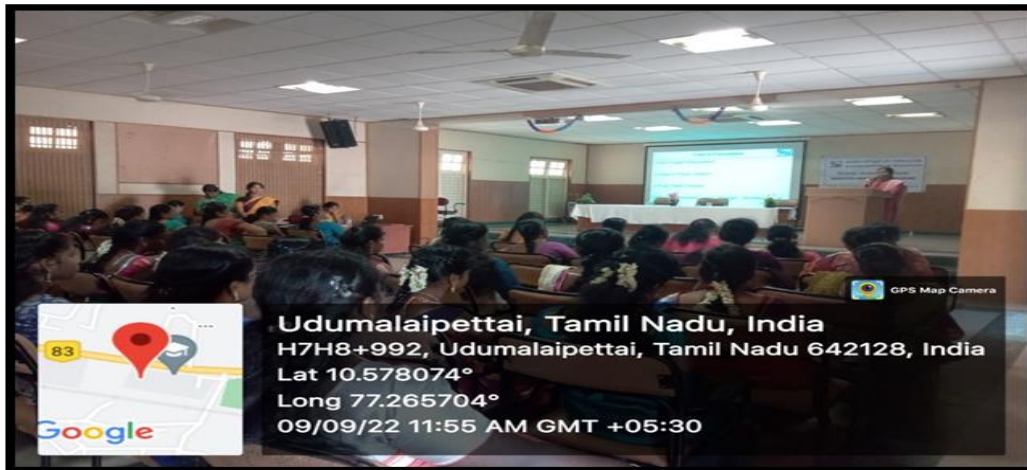 GPS Map Camera
83
...
Google
Udumalaipettai, Tamil Nadu, India
H7H8+992, Udumalaipettai, Tamil Nadu 642128, India
Lat 10.578074°
Long 77.265704°
09/09/22 11:55 AM GMT +05:30